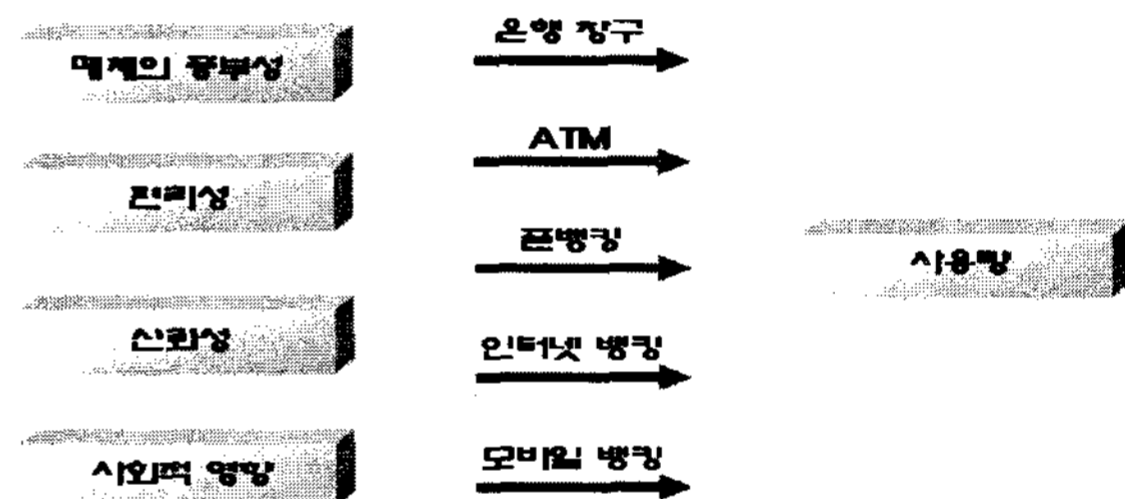 매체의 풍부성
편리성
신뢰성
사회적 영향
은행 창구
ATM
폰뱅킹
인터넷 뱅킹
모바일 뱅킹
사용량